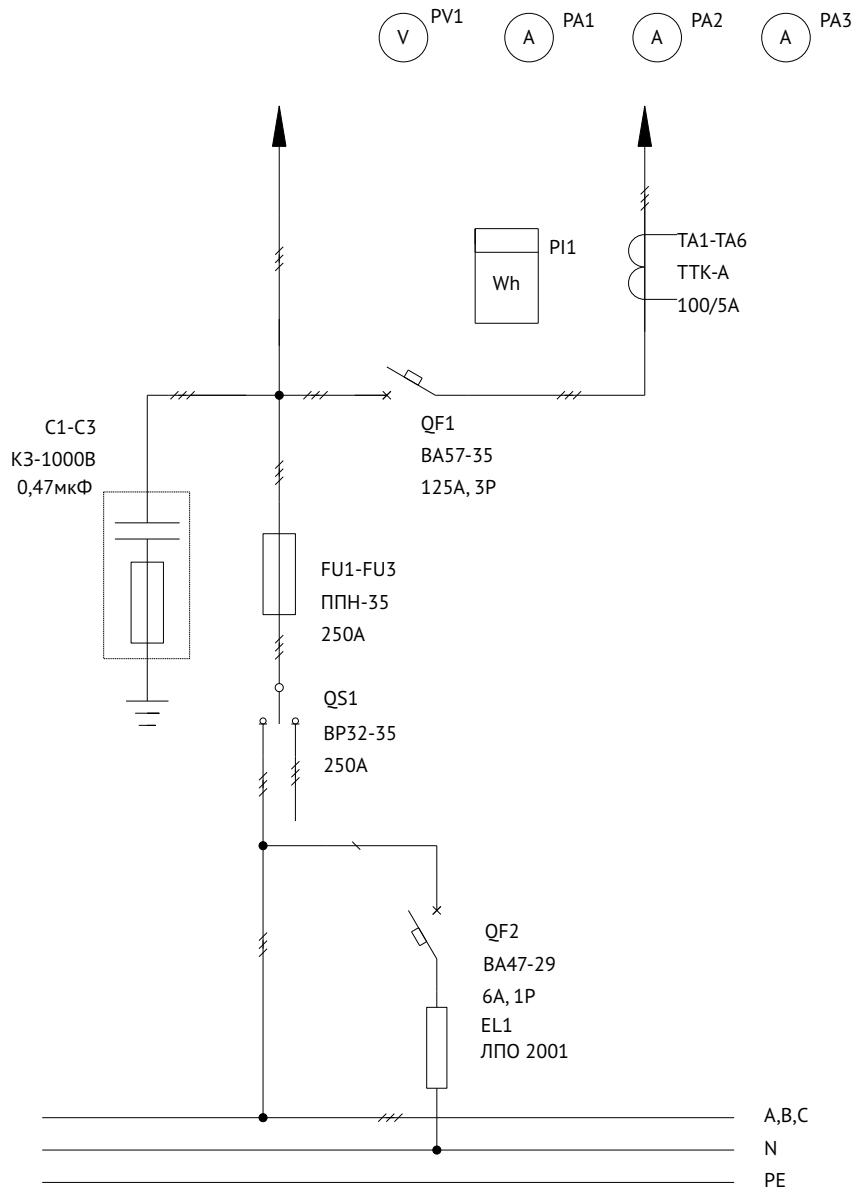 V
PV1
A
PA1
A
PA2
A
PA3
PI1
Wh
TA1-TA6
ТТК-А
100/5А
C1-C3
КЗ-1000В
0,47мкФ
QF1
ВА57-35
125А, 3Р
FU1-FU3
ППН-35
250А
QS1
ВР32-35
250А
QF2
ВА47-29
6А, 1Р
EL1
ЛПО 2001
A,B,C
N
PE